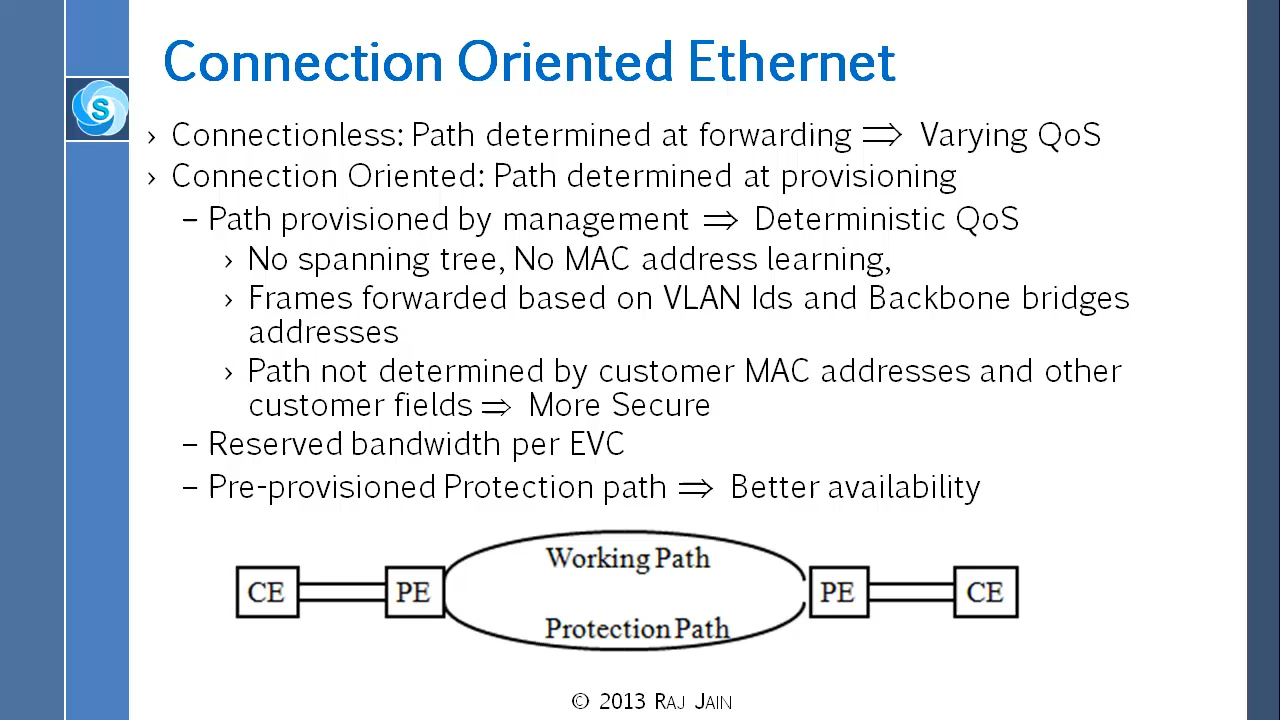 Connection Oriented Ethernet
S
› Connectionless: Path determined at forwarding ⇒ Varying QoS
› Connection Oriented: Path determined at provisioning
– Path provisioned by management ⇒ Deterministic QoS
› No spanning tree, No MAC address learning,
› Frames forwarded based on VLAN Ids and Backbone bridges
addresses
› Path not determined by customer MAC addresses and other
customer fields ⇒ More Secure
– Reserved bandwidth per EVC
– Pre-provisioned Protection path ⇒ Better availability
Working Path
CE PE PE CE
Protection Path
© 2013 RAJ JAIN